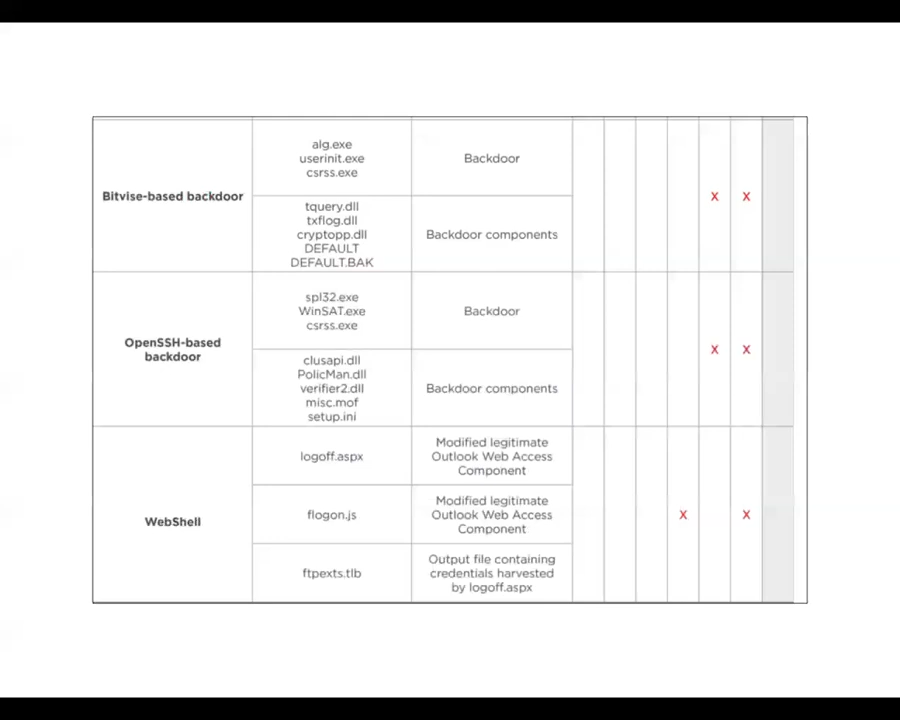 Bitvise-based backdoor
alg.exe
userinit.exe
csrss.exe
Backdoor
X X
tquery.dll
txflog.dll
cryptopp.dll
DEFAULT
DEFAULT.BAK
Backdoor components
OpenSSH-based
backdoor
spl32.exe
WinSAT.exe
csrss.exe
Backdoor
X X
clusapi.dll
PolicMan.dll
verifier2.dll
misc.mof
setup.ini
Backdoor components
WebShell
logoff.aspx
Modified legitimate
Outlook Web Access
Component
flogon.js
Modified legitimate
Outlook Web Access
Component
X X
ftpexts.tlb
Output file containing
credentials harvested
by logoff.aspx